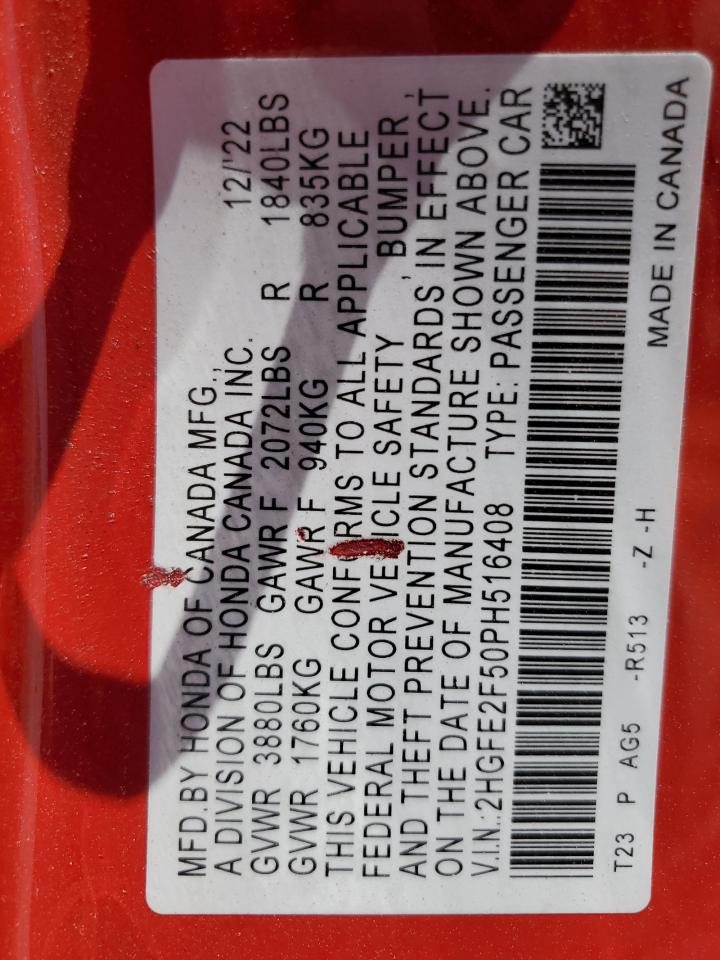 MFD.BY HONDA OF CANADA MFG., 12/'22
A DIVISION OF HONDA CANADA INC.
GVWR 3880LBS GAWR F 2072LBS R 1840LBS
GVWR 1760KG GAWR F 940KG R 835KG
THIS VEHICLE CONFORMS TO ALL APPLICABLE
FEDERAL MOTOR VEHICLE SAFETY, BUMPER,
AND THEFT PREVENTION STANDARDS IN EFFECT
ON THE DATE OF MANUFACTURE SHOWN ABOVE.
V.I.N.:2HGFE2F50PH516408 TYPE: PASSENGER CAR
T23 P AG5 -R513 -Z -H
MADE IN CANADA